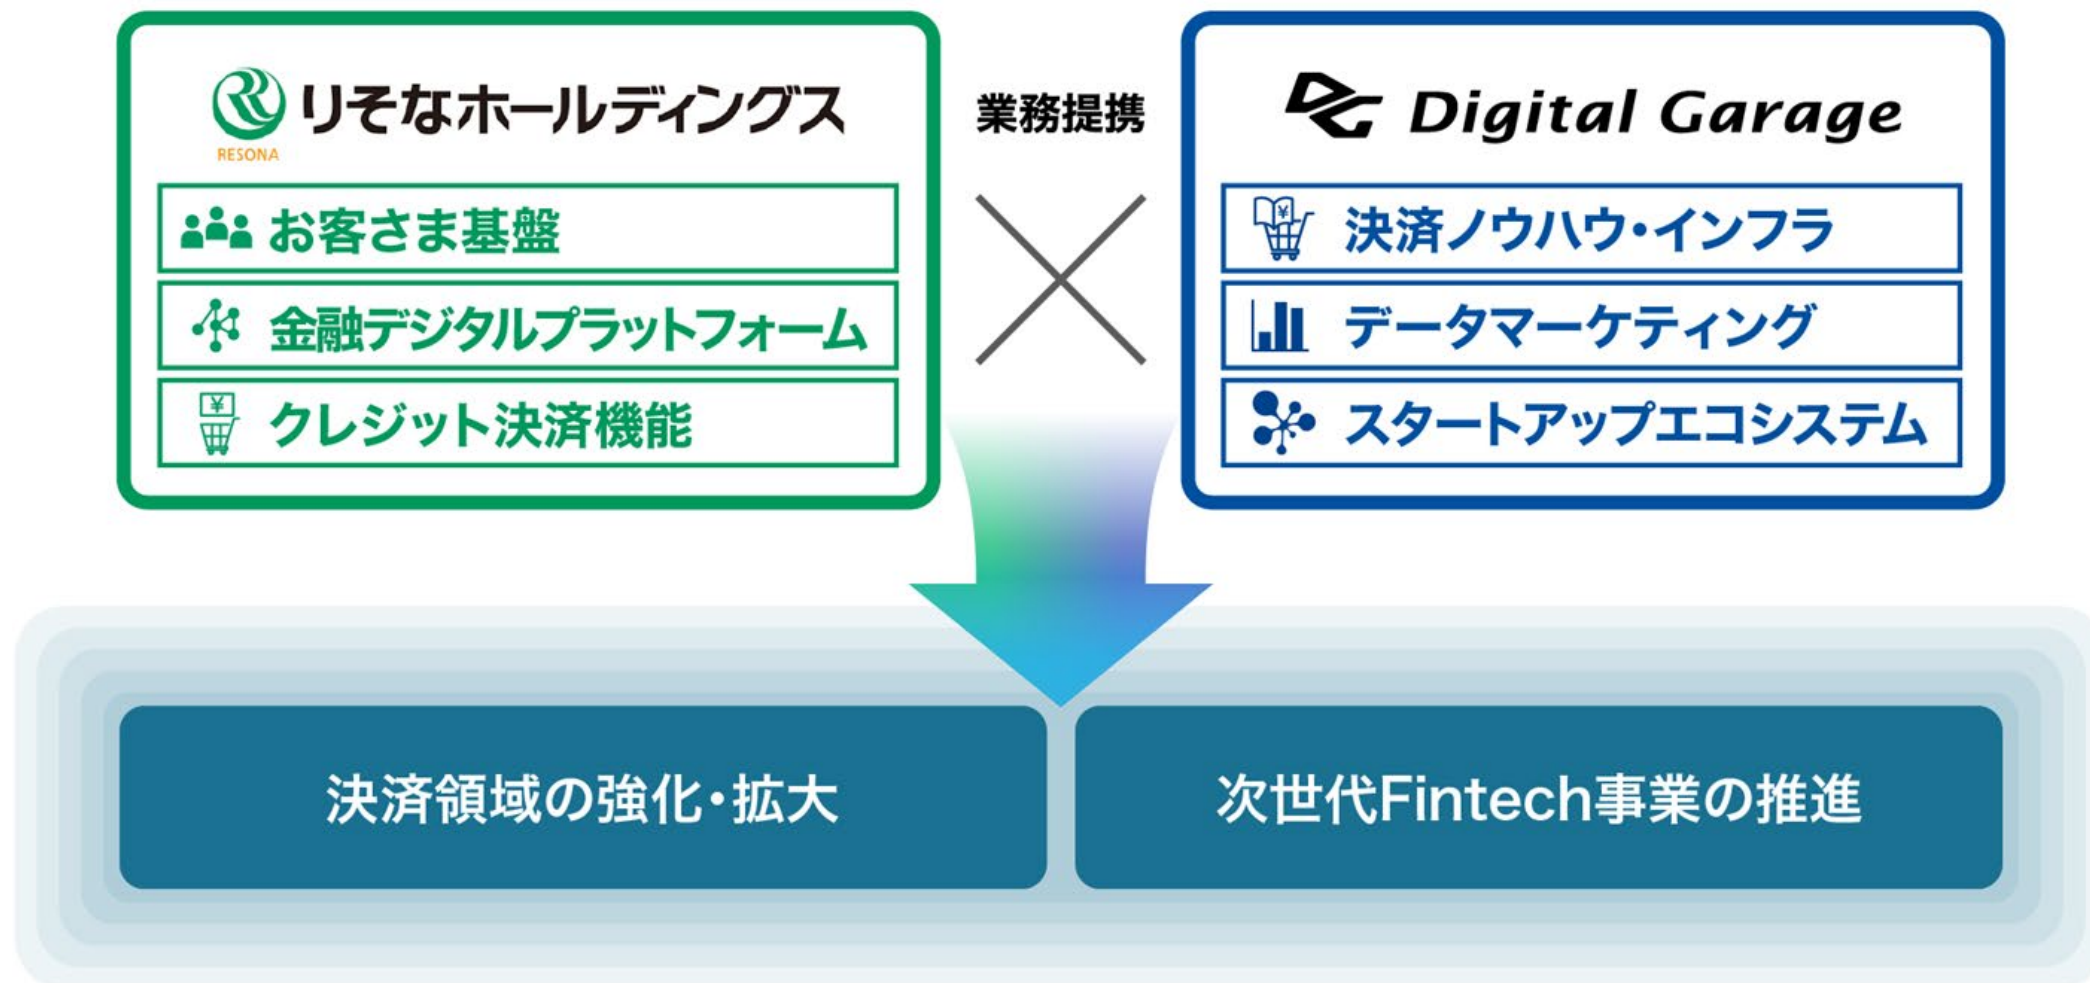 りそなホールディングス
RESONA
お客さま基盤
金融デジタルプラットフォーム
¥
クレジット決済機能
業務提携
DG Digital Garage
¥
決済ノウハウ・インフラ
データマーケティング
スタートアップエコシステム
決済領域の強化・拡大
次世代Fintech事業の推進